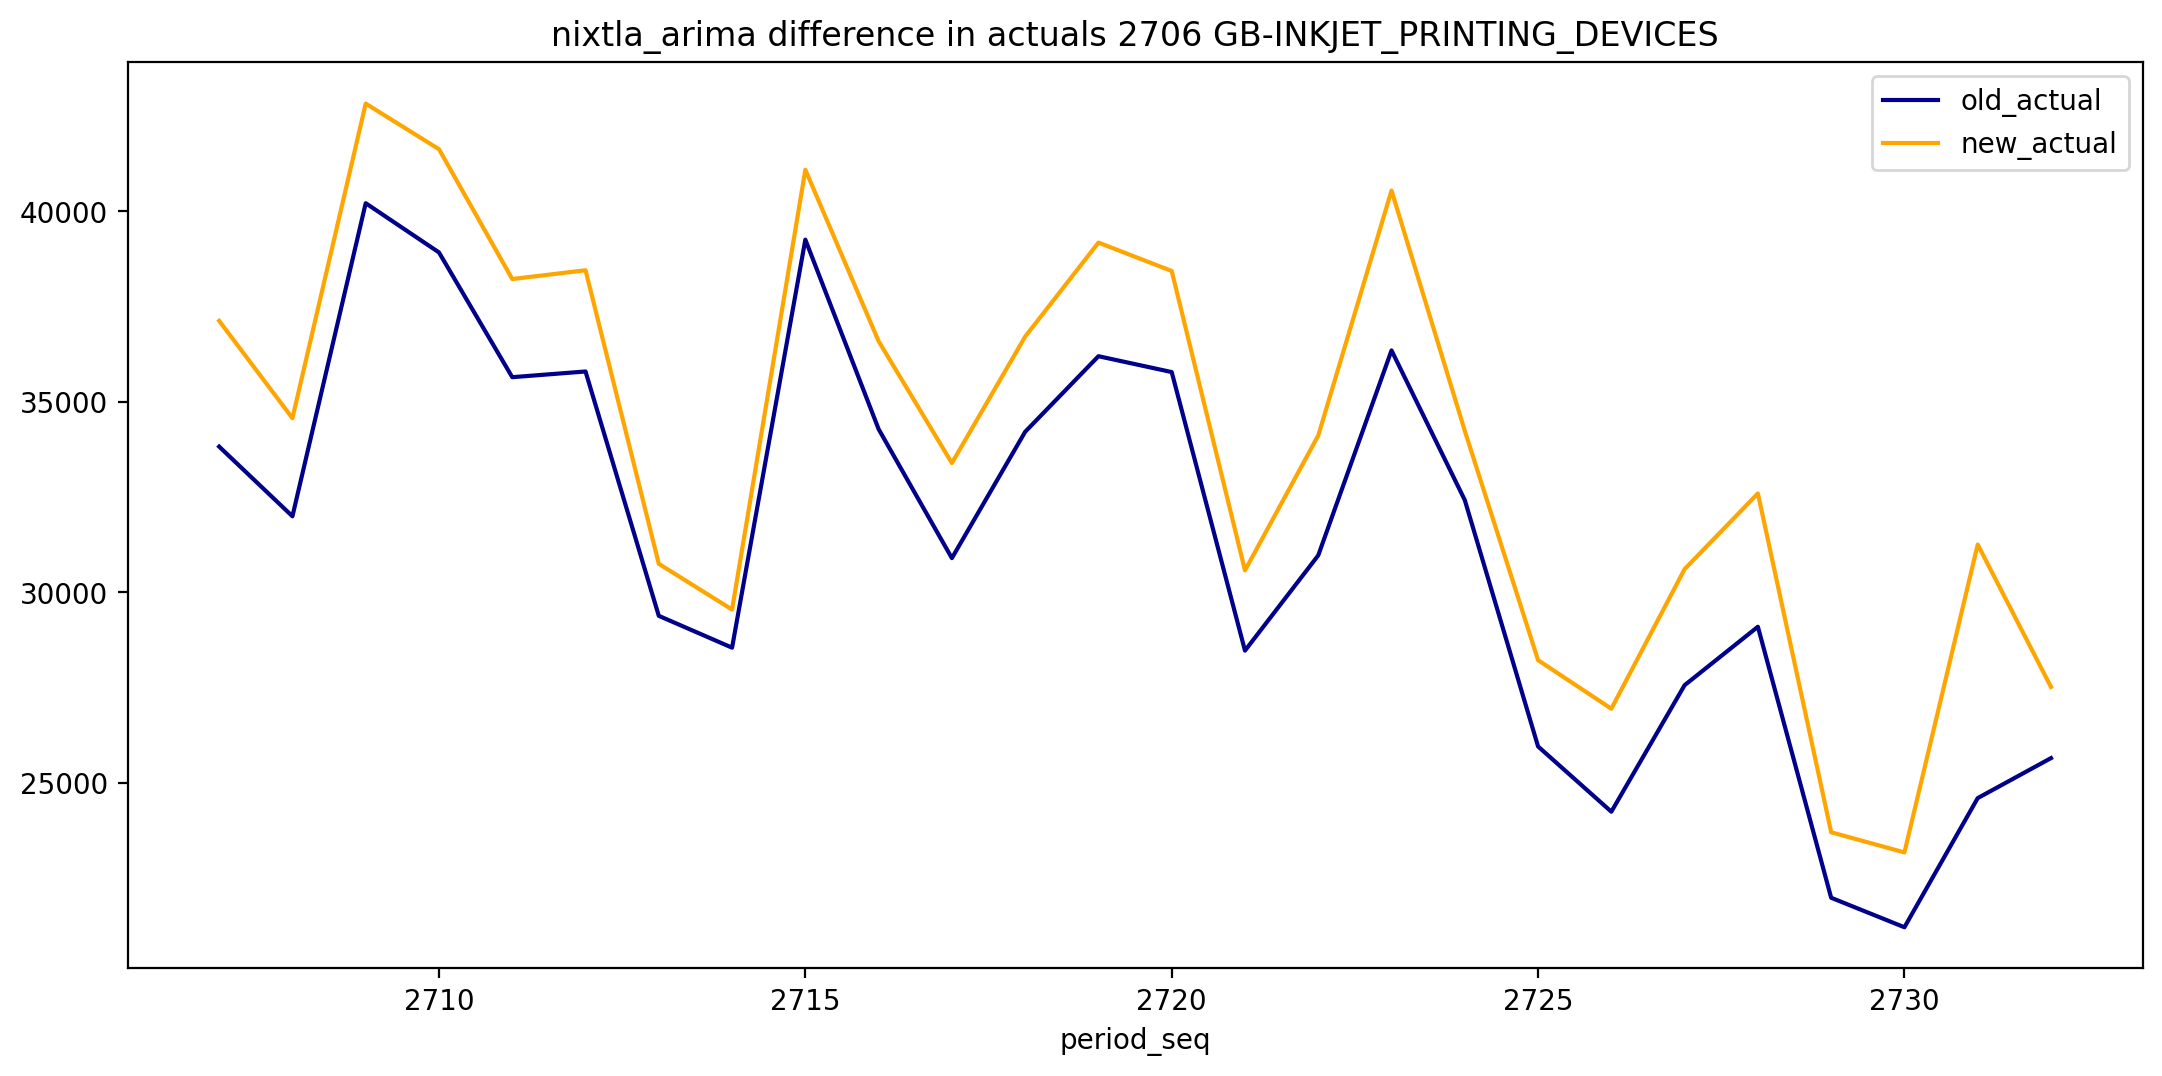 nixtla_arima difference in actuals 2706 GB-INKJET_PRINTING_DEVICES
old_actual
new_actual
40000
35000
30000
25000
2710 2715 2720 2725 2730
period_seq